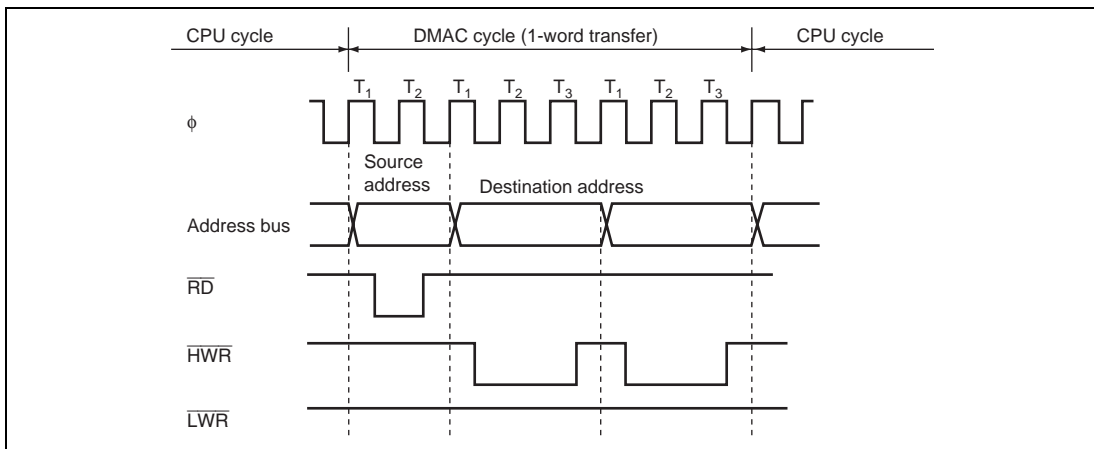 CPU cycle DMAC cycle (1-word transfer) CPU cycle
T1 T2 T1 T2 T3 T1 T2 T3
ϕ
Source
address Destination address
Address bus
RD
HWR
LWR